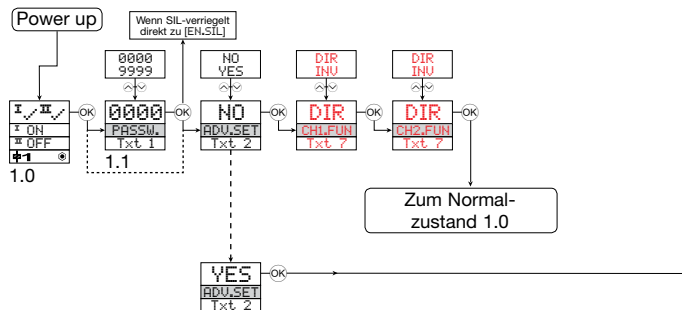 Power up
Wenn SIL-verriegelt
direkt zu [EN.SIL]
0000
9999
NO
YES
DIR
INV
DIR
INV
I / II /
I ON
II OFF
1
OK
0000
PASSW.
Txt 1
OK
NO
ADV.SET
Txt 2
OK
DIR
CH1.FUN
Txt 7
OK
DIR
CH2.FUN
Txt 7
OK
1.0
1.1
Zum Normal-
zustand 1.0
YES
ADV.SET
Txt 2
OK